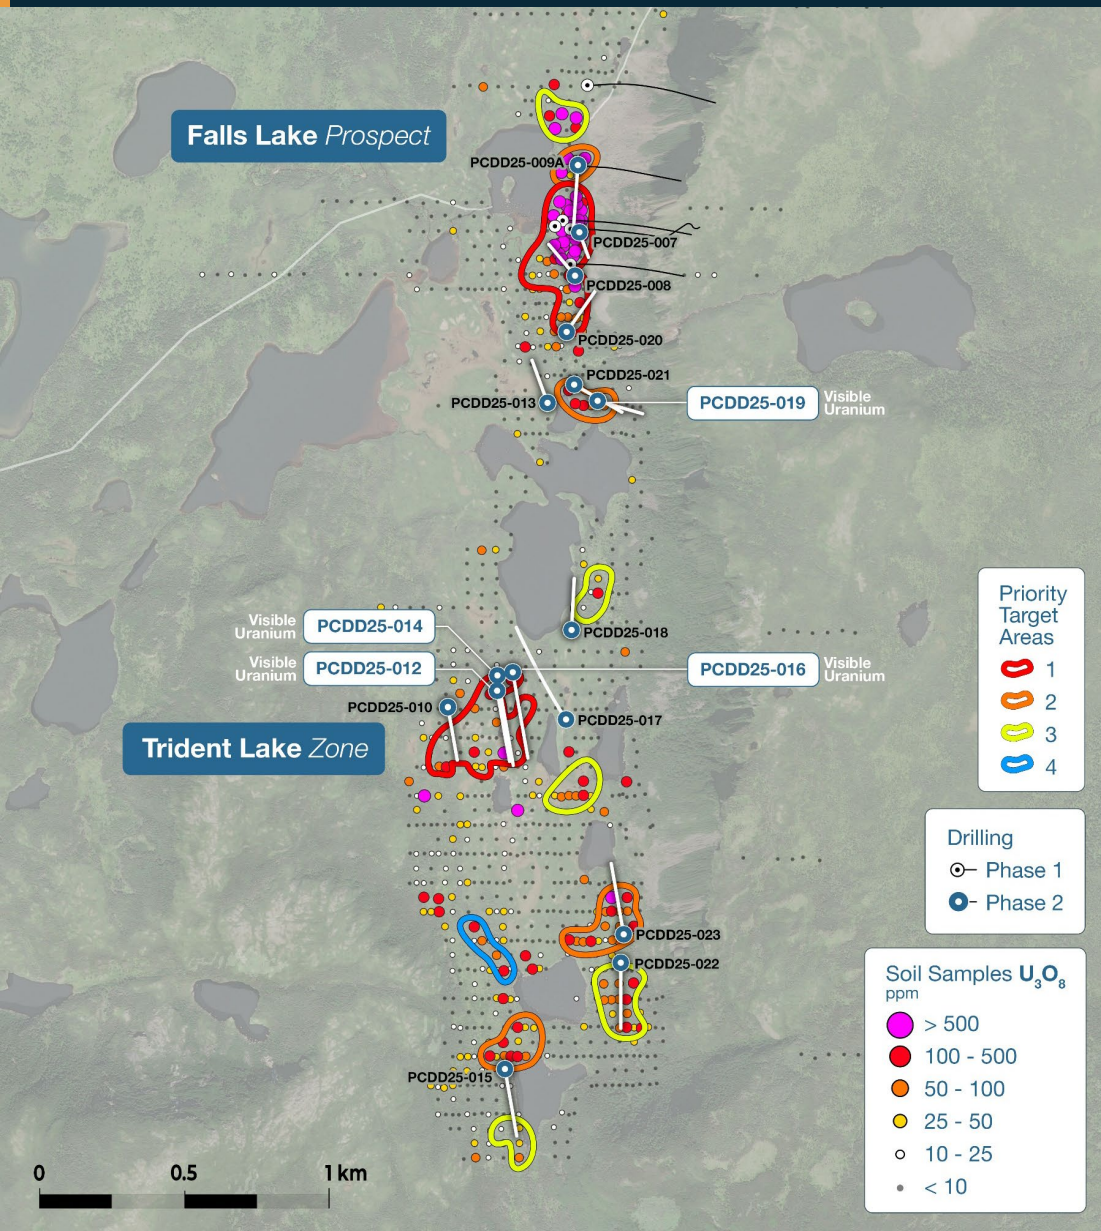 Falls Lake Prospect
PCDD25-009A
PCDD25-007
PCDD25-008
PCDD25-020
PCDD25-021
PCDD25-013
PCDD25-019
Visible
Uranium
PCDD25-018
Visible
Uranium
PCDD25-014
Visible
Uranium
PCDD25-012
PCDD25-016
Visible
Uranium
PCDD25-010
PCDD25-017
Trident Lake Zone
PCDD25-023
PCDD25-022
PCDD25-015
Priority
Target
Areas
1
2
3
4
Drilling
Phase 1
Phase 2
Soil Samples U₃O₈
ppm
> 500
100 - 500
50 - 100
25 - 50
10 - 25
< 10
0 0.5 1 km